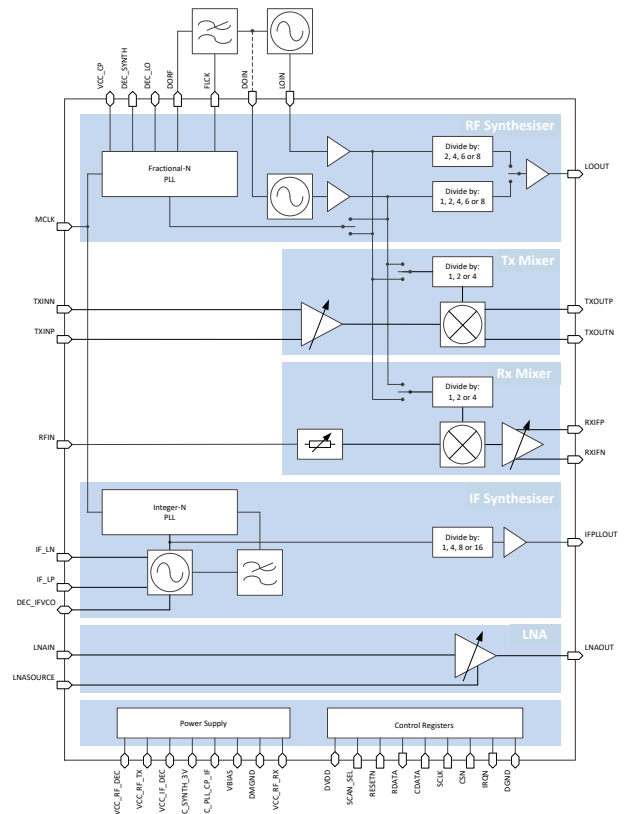 VCC_CP
DEC_SYNTH
DEC_LO
DORF
FLCK
DOIN
LOIN
RF Synthesiser
Fractional-N
PLL
Divide by:
2, 4, 6 or 8
Divide by:
1, 2, 4, 6 or 8
LOOUT
MCLK
Tx Mixer
Divide by:
1, 2 or 4
TXINN
TXINP
TXOUTP
TXOUTN
Rx Mixer
Divide by:
1, 2 or 4
RFIN
RXIFP
RXIFN
IF Synthesiser
Integer-N
PLL
Divide by:
1, 4, 8 or 16
IFPLLOUT
IF_LN
IF_LP
DEC_IFVCO
LNA
LNAIN
LNASOURCE
LNAOUT
Power Supply
Control Registers
VCC_RF_DEC
VCC_RF_TX
VCC_IF_DEC
C_SYNTH_3V
C_PLL_CP_IF
VBIAS
DMGND
VCC_RF_RX
DVDD
SCAN_SEL
RESETN
RDATA
CDATA
SCLK
CSN
IRQN
DGND